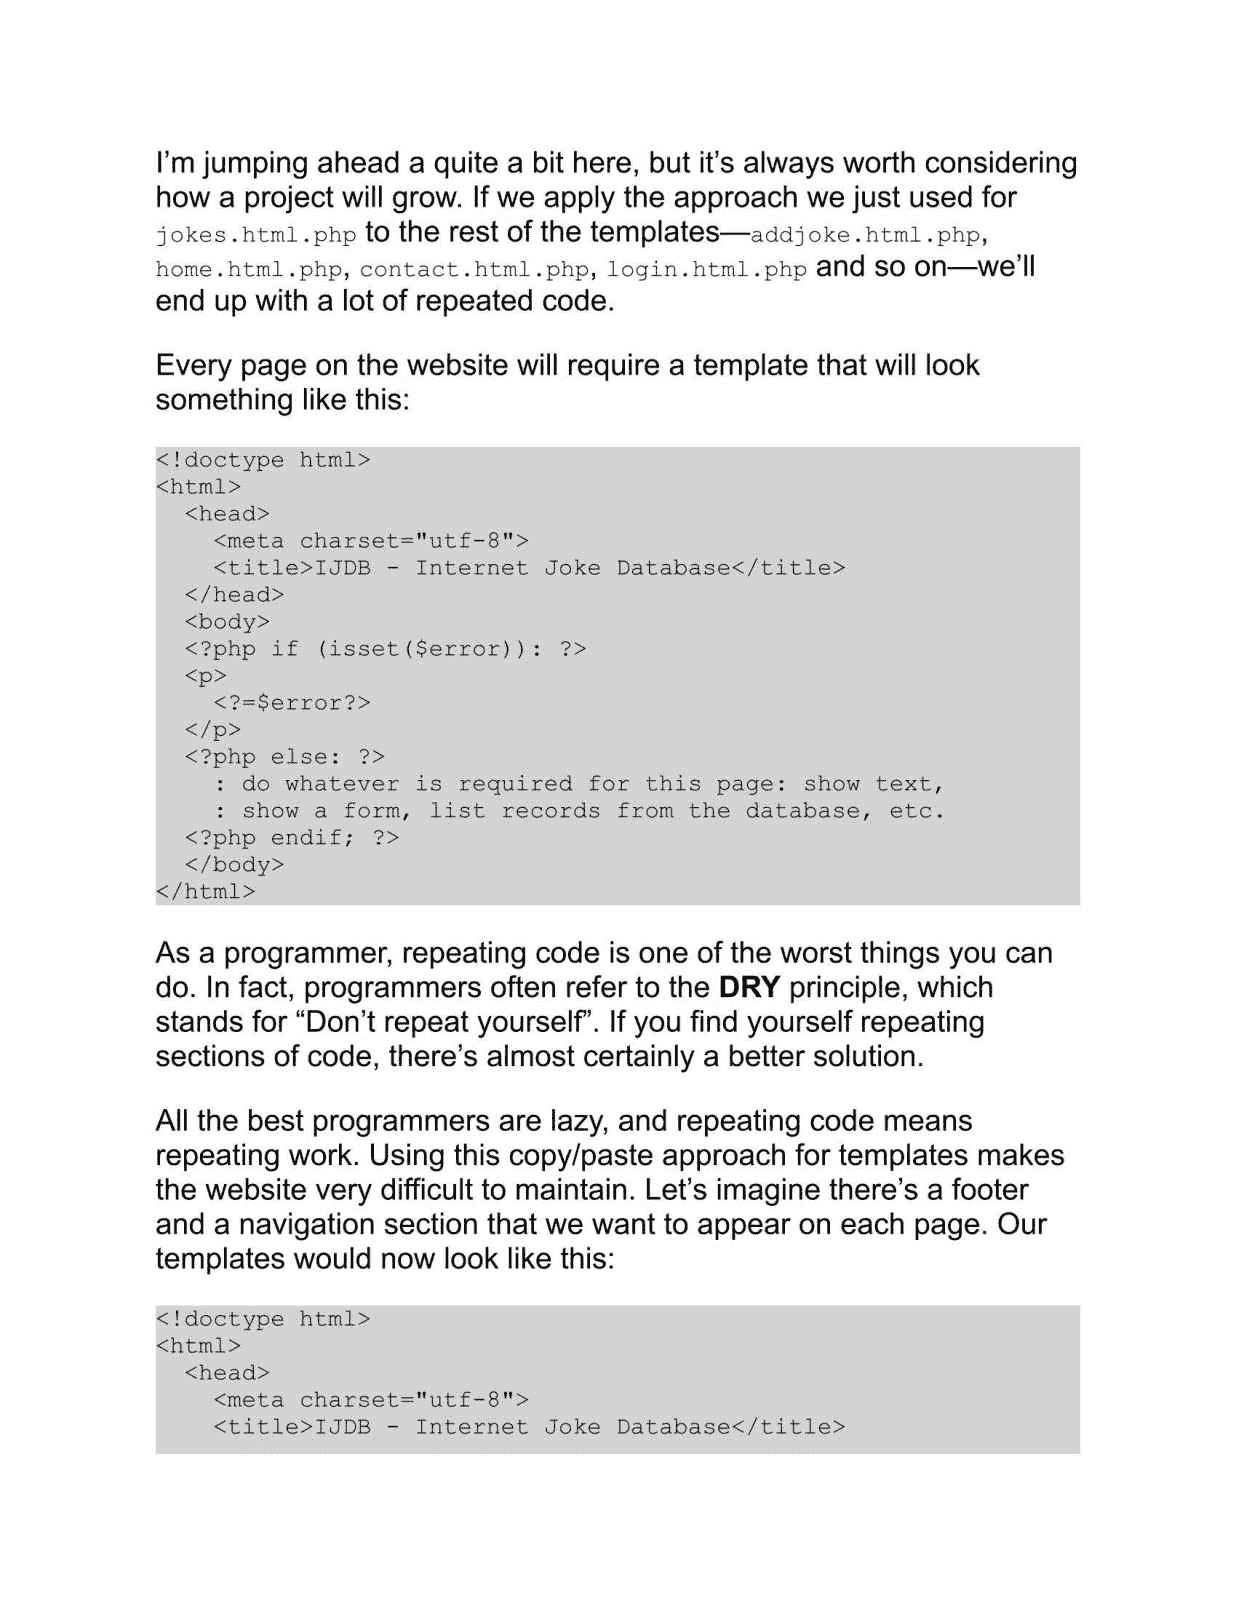 I’m jumping ahead a quite a bit here, but it’s always worth considering
how a project will grow. If we apply the approach we just used for
jokes.html.php to the rest of the templates—addjoke.html.php,
home.html.php, contact.html.php, login.html.php and so on—we’ll
end up with a lot of repeated code.
Every page on the website will require a template that will look
something like this:
<!doctype html>
<html>
  <head>
    <meta charset="utf-8">
    <title>IJDB - Internet Joke Database</title>
  </head>
  <body>
  <?php if (isset($error)): ?>
  <p>
    <?=$error?>
  </p>
  <?php else: ?>
    : do whatever is required for this page: show text,
    : show a form, list records from the database, etc.
  <?php endif; ?>
  </body>
</html>
As a programmer, repeating code is one of the worst things you can
do. In fact, programmers often refer to the DRY principle, which
stands for “Don’t repeat yourself”. If you find yourself repeating
sections of code, there’s almost certainly a better solution.
All the best programmers are lazy, and repeating code means
repeating work. Using this copy/paste approach for templates makes
the website very difficult to maintain. Let’s imagine there’s a footer
and a navigation section that we want to appear on each page. Our
templates would now look like this:
<!doctype html>
<html>
  <head>
    <meta charset="utf-8">
    <title>IJDB - Internet Joke Database</title>